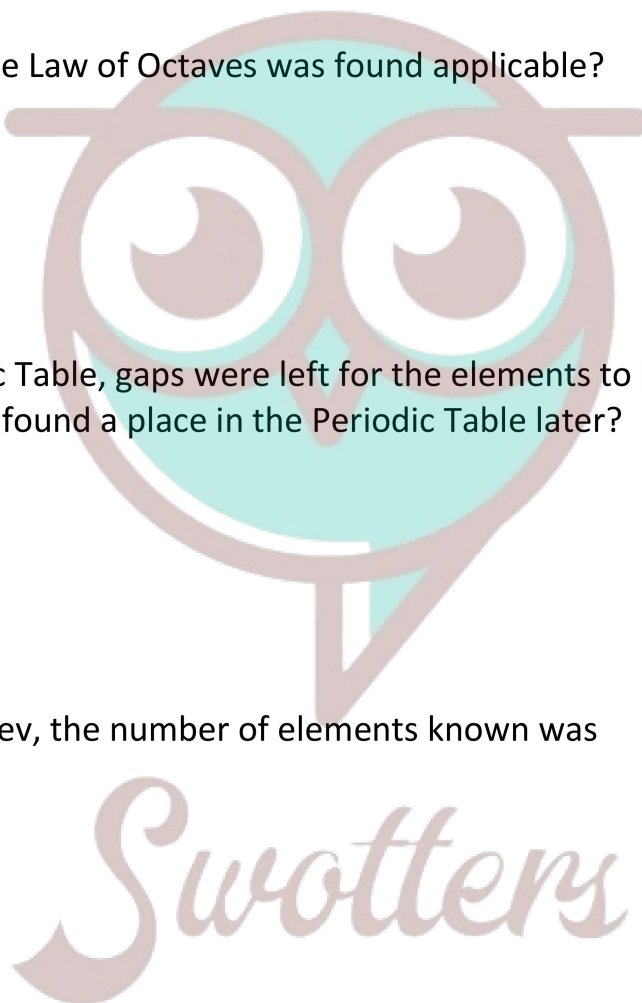 e Law of Octaves was found applicable?
c Table, gaps were left for the elements to
found a place in the Periodic Table later?
ev, the number of elements known was
Swotters